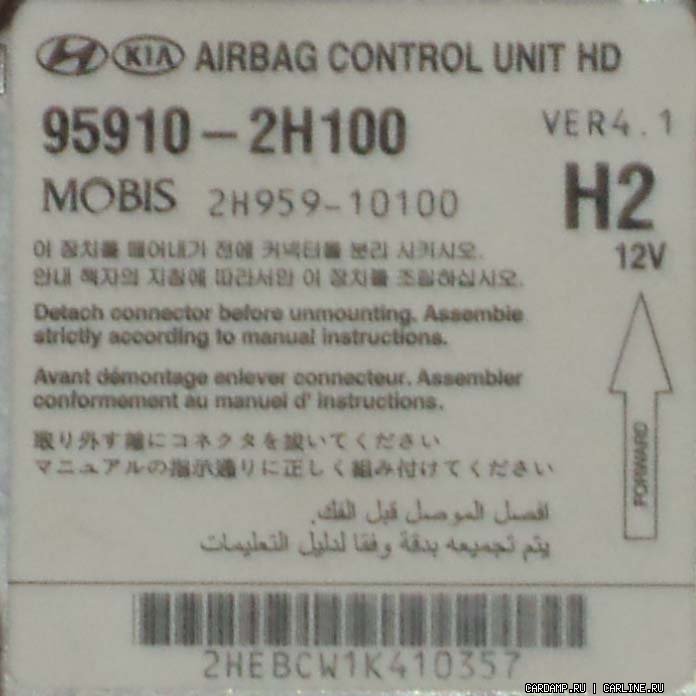 HYUNDAI KIA AIRBAG CONTROL UNIT HD
95910-2H100 VER4.1
MOBIS 2H959-10100 H2
이 장치를 떼어내기 전에 커넥터를 분리 시키시오. 12V
안내 책자의 지침에 따라서만 이 장치를 조립하십시오.
Detach connector before unmounting. Assemble
strictly according to manual instructions.
Avant démontage enlever connecteur. Assembler
conformement au manuel d' instructions.
FORWARD
取り外す前にコネクタを抜いてください
マニュアルの指示通りに正しく組み付けてください
افصل الموصل قبل الفك.
يتم تجميعه بدقة وفقا لدليل التعليمات
2HEBCW1K410357
CARDAMP.RU | CARLINE.RU